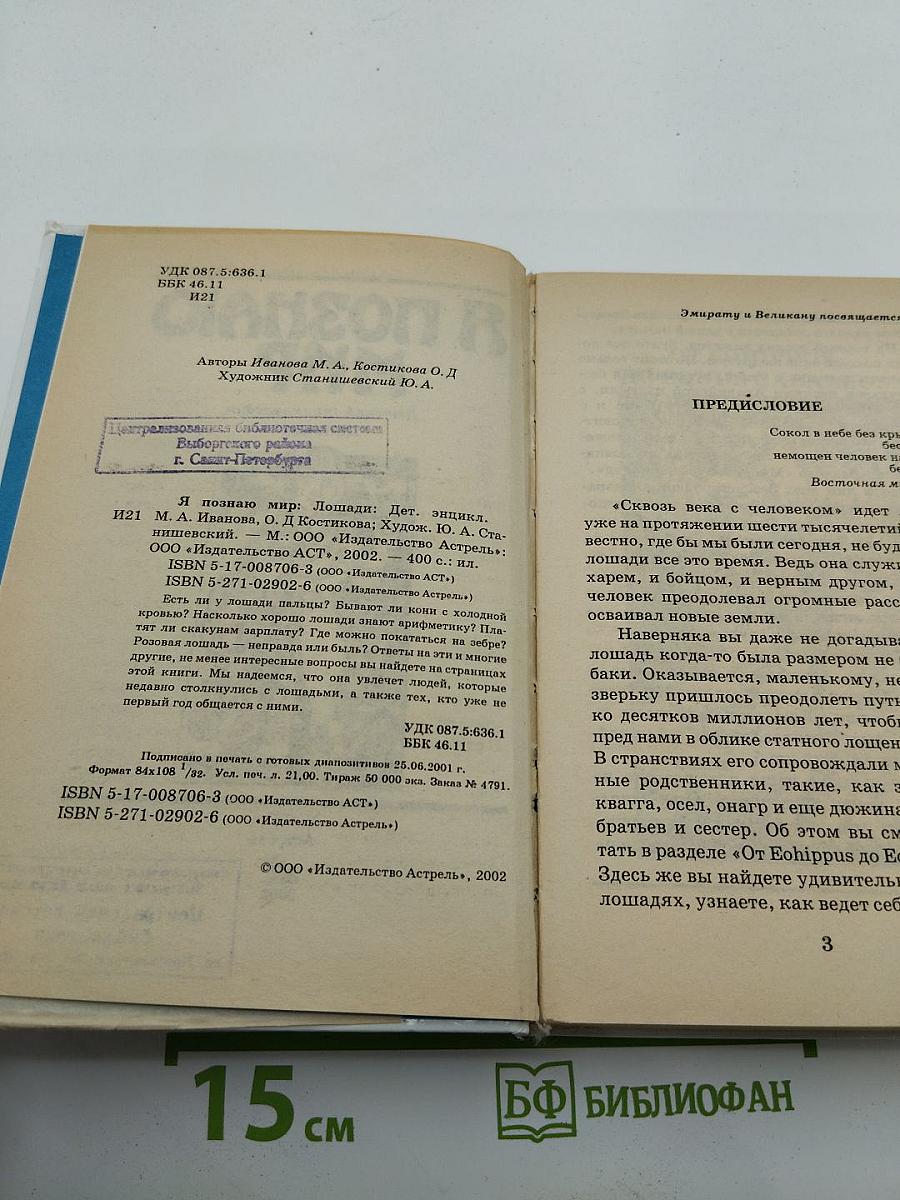 УДК 087.5:636.1
ББК 46.11
И21
Авторы Иванова М. А., Костикова О. Д
Художник Станишевский Ю. А.
Централизованная библиотечная система
Выборгского района
г. Санкт-Петербурга
Я познаю мир: Лошади: Дет. энцикл.
И21 М. А. Иванова, О. Д Костикова; Худож. Ю. А. Ста-
нишевский. — М.: ООО «Издательство Астрель»:
ООО «Издательство АСТ», 2002. — 400 с.: ил.
ISBN 5-17-008706-3 (ООО «Издательство АСТ»)
ISBN 5-271-02902-6 (ООО «Издательство Астрель»)
Есть ли у лошади пальцы? Бывают ли кони с холодной
кровью? Насколько хорошо лошади знают арифметику? Пла-
тят ли скакунам зарплату? Где можно покататься на зебре?
Розовая лошадь — неправда или быль? Ответы на эти и многие
другие, не менее интересные вопросы вы найдете на страницах
этой книги. Мы надеемся, что она увлечет людей, которые
недавно столкнулись с лошадьми, а также тех, кто уже не
первый год общается с ними.
УДК 087.5:636.1
ББК 46.11
Подписано в печать с готовых диапозитивов 25.06.2001 г.
Формат 84х108 1/32. Усл. печ. л. 21,00. Тираж 50 000 экз. Заказ № 4791.
ISBN 5-17-008706-3 (ООО «Издательство АСТ»)
ISBN 5-271-02902-6 (ООО «Издательство Астрель»)
© ООО «Издательство Астрель», 2002
Эмирату и Великану посвящается
ПРЕДИСЛОВИЕ
Сокол в небе без кры
бес
немощен человек на
бе
Восточная м
«Сквозь века с человеком» идет
уже на протяжении шести тысячелетий
вестно, где бы мы были сегодня, не буд
лошади все это время. Ведь она служи
харем, и бойцом, и верным другом,
человек преодолевал огромные расс
осваивал новые земли.
Наверняка вы даже не догадыва
лошадь когда-то была размером не
баки. Оказывается, маленькому, не
зверьку пришлось преодолеть путь
ко десятков миллионов лет, чтобы
пред нами в облике статного лощен
В странствиях его сопровождали м
ные родственники, такие, как з
квагга, осел, онагр и еще дюжина
братьев и сестер. Об этом вы см
тать в разделе «От Eohippus до Eq
Здесь же вы найдете удивитель
лошадях, узнаете, как ведет себ
3
15 см
БФ БИБЛИОФАН